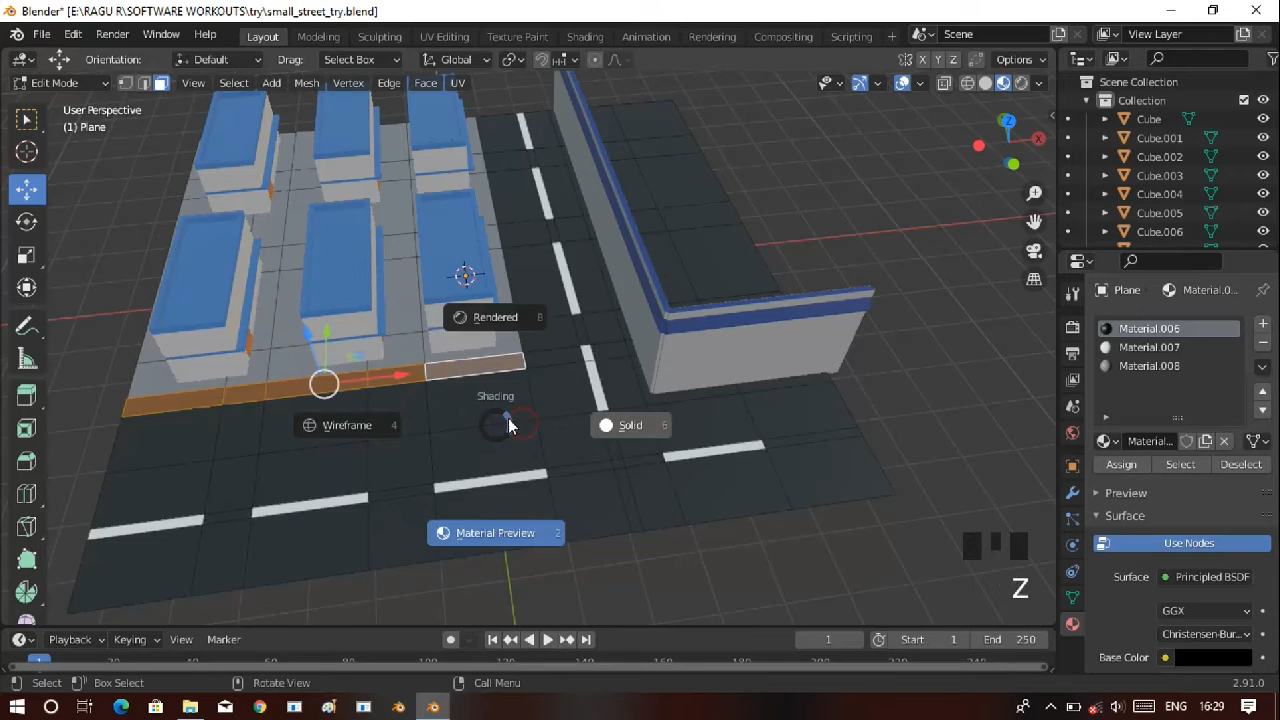 Blender* [E:\RAGU R\SOFTWARE WORKOUTS\try\small_street_try.blend]
File Edit Render Window Help Layout Modeling Sculpting UV Editing Texture Paint Shading Animation Rendering Compositing Scripting + Scene View Layer
Orientation: Default Drag: Select Box Global X Y Z Options
Edit Mode View Select Add Mesh Vertex Edge Face UV
User Perspective
(1) Plane
Scene Collection
Collection
Cube
Cube.001
Cube.002
Cube.003
Cube.004
Cube.005
Cube.006
Z
X
Plane Material.0...
Material.006
Material.007
Material.008
Rendered 8
Shading
Wireframe 4
Solid 6
Material Preview 2
Z
Material...
Assign Select Deselect
Preview
Surface
Use Nodes
Surface Principled BSDF
GGX
Christensen-Bur...
Base Color
Playback Keying View Marker 1 Start 1 End 250
1
Select Box Select Rotate View Call Menu 2.91.0
ENG 16:29